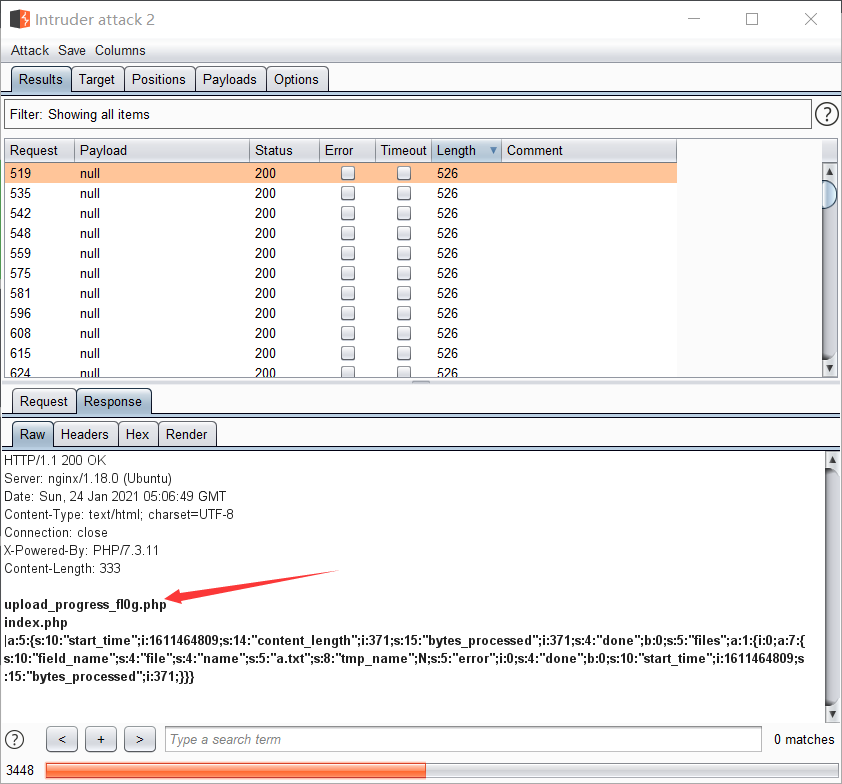 Intruder attack 2
Attack Save Columns
Results Target Positions Payloads Options
Filter: Showing all items ?
Request Payload Status Error Timeout Length Comment
519 null 200 526
535 null 200 526
542 null 200 526
548 null 200 526
559 null 200 526
575 null 200 526
581 null 200 526
596 null 200 526
608 null 200 526
615 null 200 526
624 null 200 526
Request Response
Raw Headers Hex Render
HTTP/1.1 200 OK
Server: nginx/1.18.0 (Ubuntu)
Date: Sun, 24 Jan 2021 05:06:49 GMT
Content-Type: text/html; charset=UTF-8
Connection: close
X-Powered-By: PHP/7.3.11
Content-Length: 333
upload_progress_fl0g.php
index.php
|a:5:{s:10:"start_time";i:1611464809;s:14:"content_length";i:371;s:15:"bytes_processed";i:371;s:4:"done";b:0;s:5:"files";a:1:{i:0;a:7:{
s:10:"field_name";s:4:"file";s:4:"name";s:5:"a.txt";s:8:"tmp_name";N;s:5:"error";i:0;s:4:"done";b:0;s:10:"start_time";i:1611464809;s
:15:"bytes_processed";i:371;}}}
? < + > Type a search term 0 matches
3448